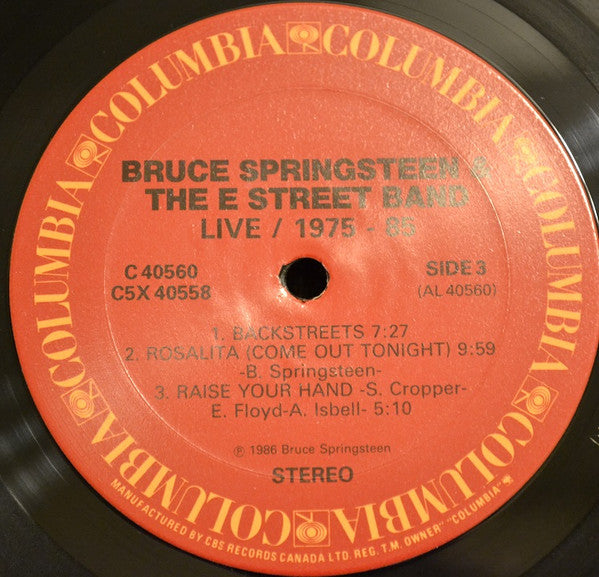 COLUMBIA COLUMBIA COLUMBIA COLUMBIA COLUMBIA COLUMBIA COLUMBIA COLUMBIA
BRUCE SPRINGSTEEN &
THE E STREET BAND
LIVE / 1975 - 85
C 40560
SIDE 3
C5X 40558
(AL 40560)
1. BACKSTREETS 7:27
2. ROSALITA (COME OUT TONIGHT) 9:59
-B. Springsteen-
3. RAISE YOUR HAND -S. Cropper-
E. Floyd-A. Isbell- 5:10
℗ 1986 Bruce Springsteen
STEREO
MANUFACTURED BY CBS RECORDS CANADA LTD. REG. T.M. OWNER "COLUMBIA"